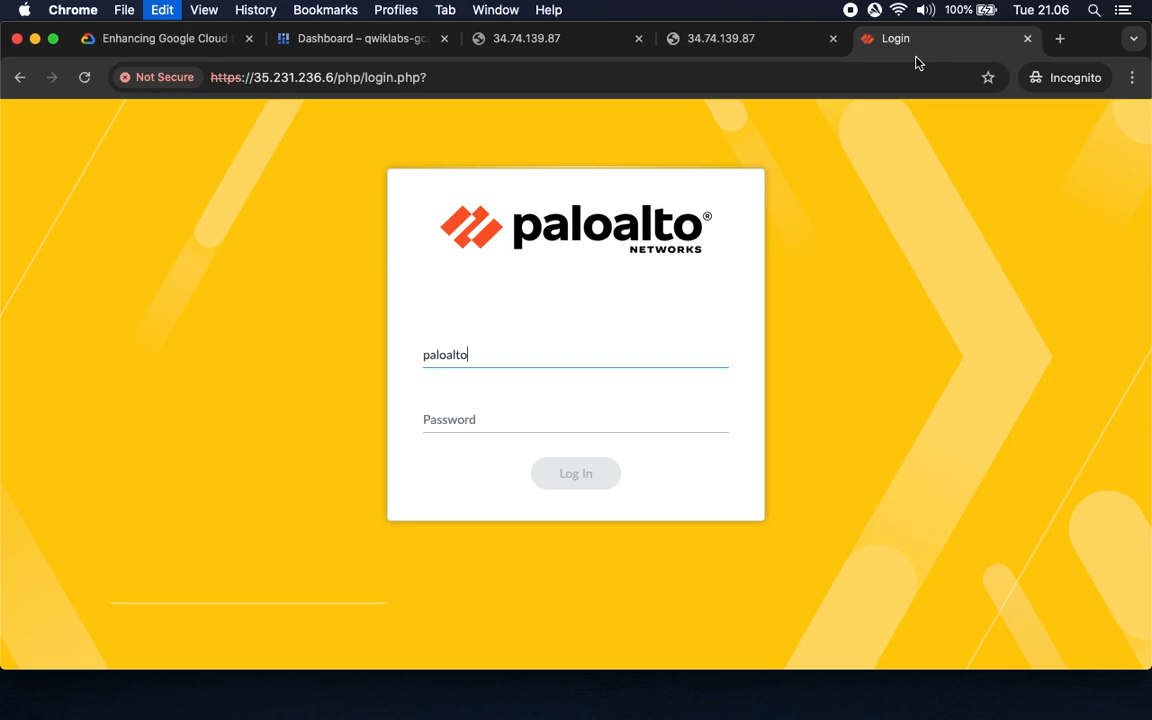 Chrome File Edit View History Bookmarks Profiles Tab Window Help 100% Tue 21.06
Enhancing Google Cloud Dashboard – qwiklabs-gc 34.74.139.87 34.74.139.87 Login
Not Secure https://35.231.236.6/php/login.php? Incognito
paloalto®
NETWORKS
paloalto
Password
Log In